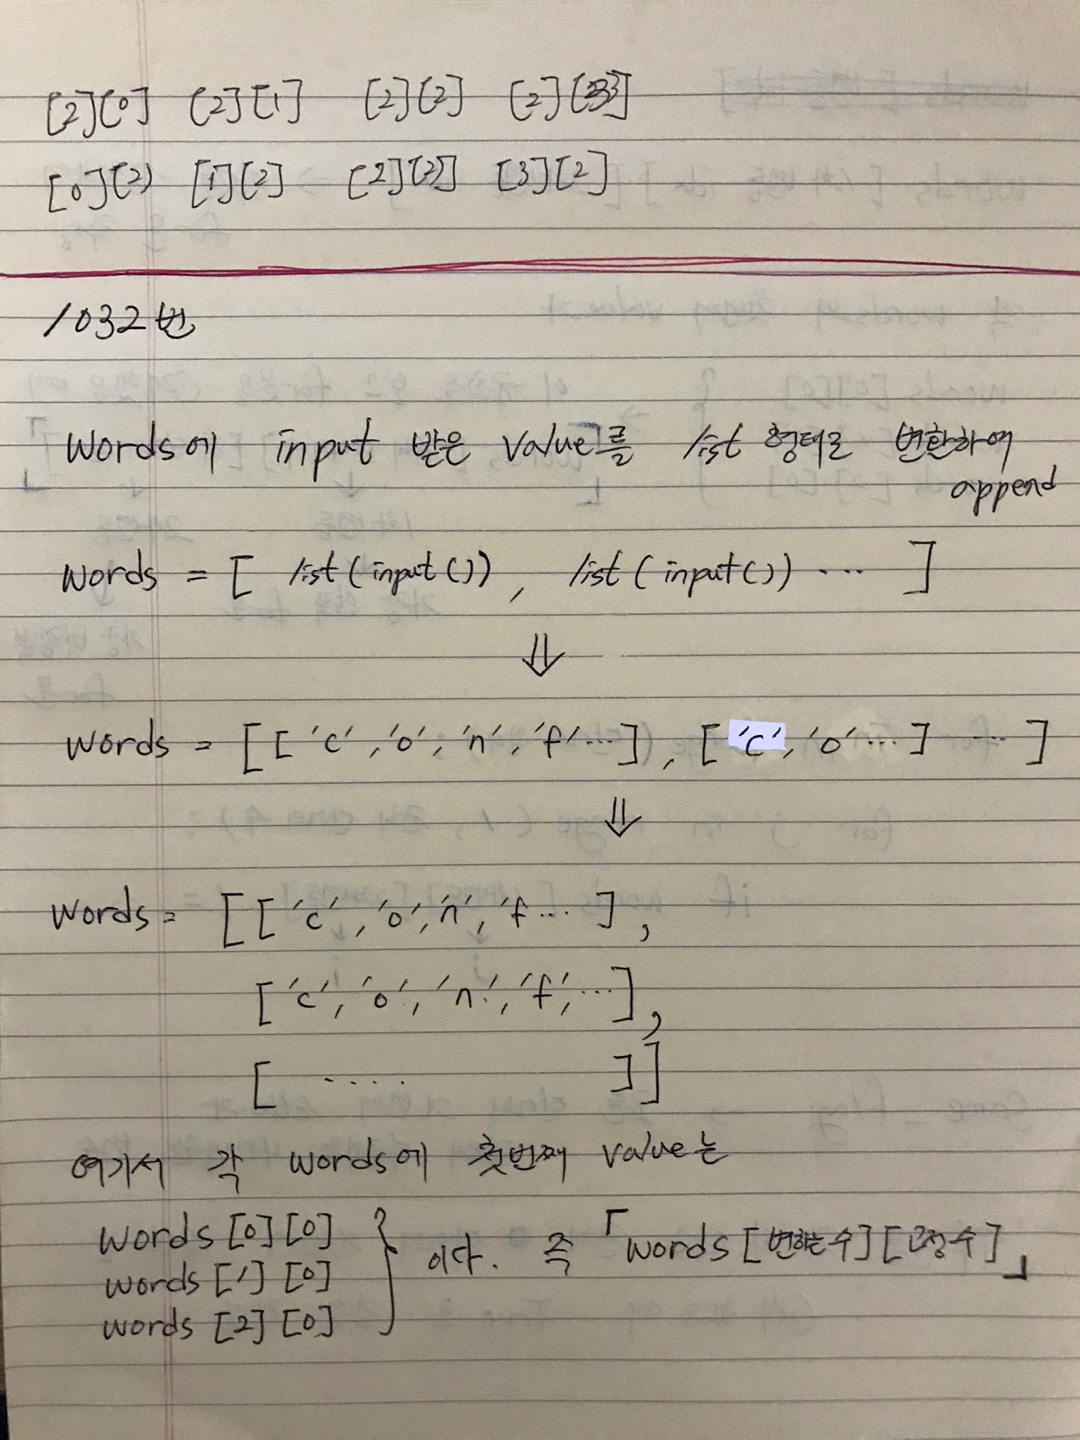 [2][0] [2][1] [2][2] [2][3]
[0][2] [1][2] [2][2] [3][2]
1032번
words에 input 받은 value를 list 형태로 변환하여
append
words = [ list(input()), list(input()) ... ]
⇓
words = [['c','o','n','f'...], ['c','o'...] ... ]
⇓
words = [['c','o','n','f...],
['c','o','n','f',...],
[ .... ]]
여기서 각 words에 첫번째 value는
words[0][0]
words[1][0] } 이다. 즉 「words[변하는수][고정수]」
words[2][0]